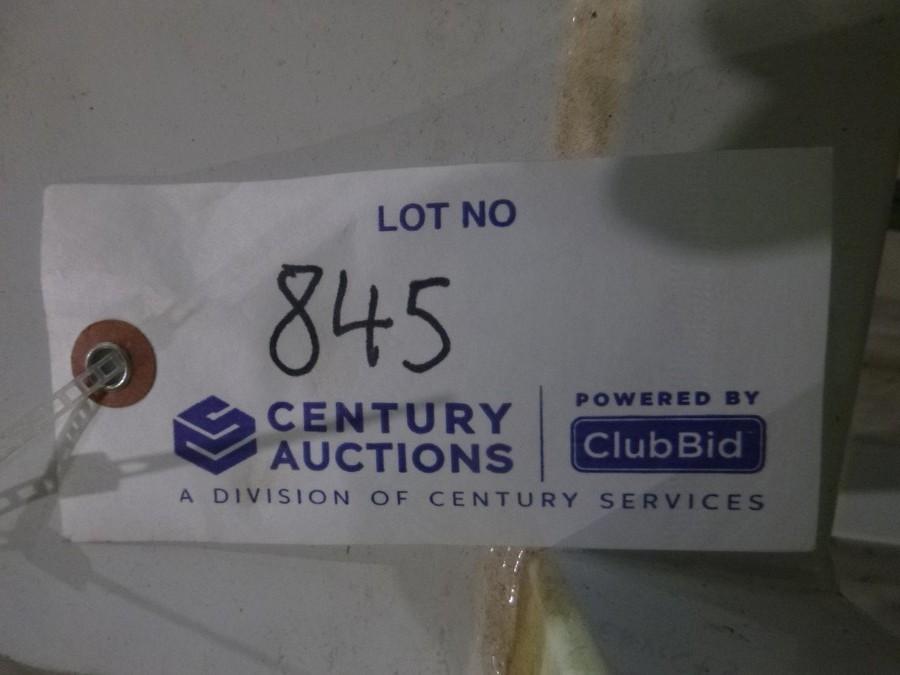 LOT NO
845
CENTURY
AUCTIONS
POWERED BY
ClubBid
A DIVISION OF CENTURY SERVICES